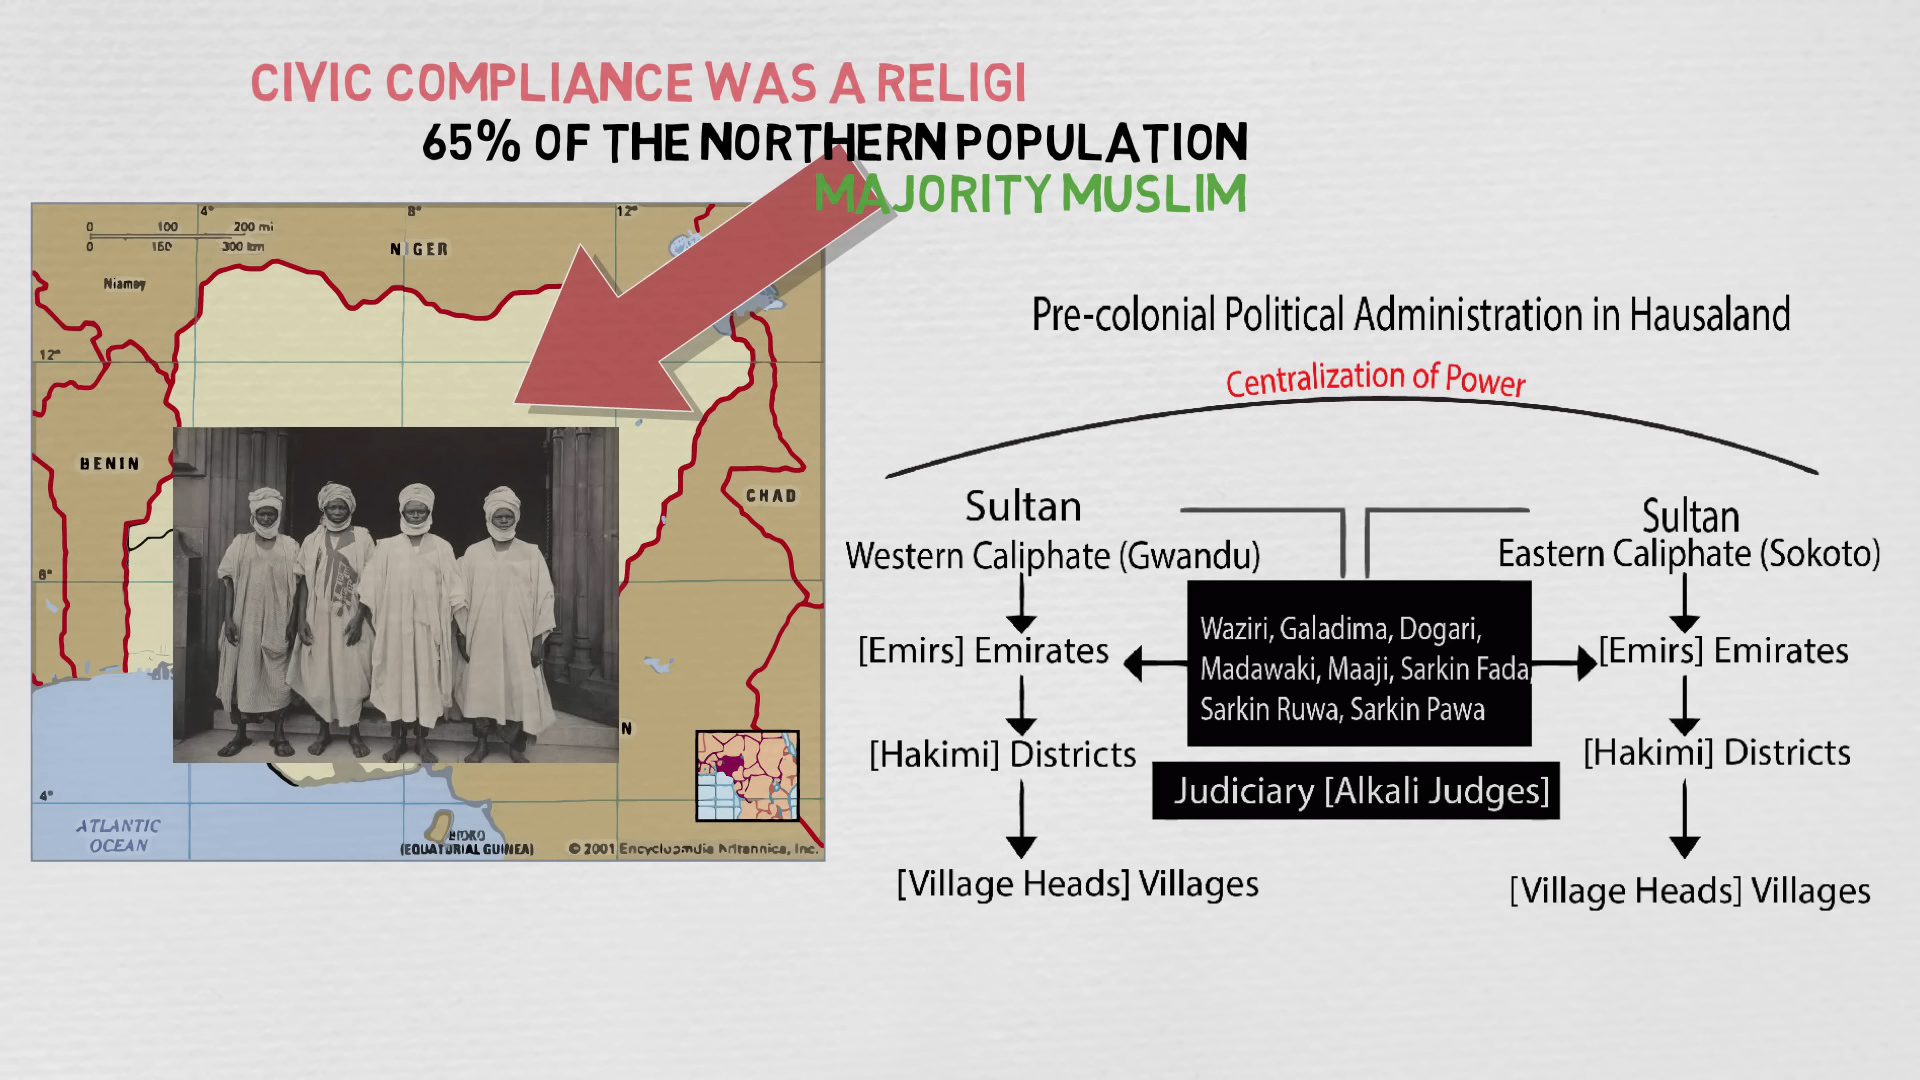 CIVIC COMPLIANCE WAS A RELIGI
65% OF THE NORTHERN POPULATION
MAJORITY MUSLIM
4°
8°
12°
0 100 200 mi
0 150 300 km
NIGER
Niamey
12°
BENIN
CHAD
8°
N
4°
ATLANTIC
OCEAN
BIOKO
(EQUATORIAL GUINEA)
© 2001 Encyclopædia Britannica, Inc.
Pre-colonial Political Administration in Hausaland
Centralization of Power
Sultan
Western Caliphate (Gwandu)
[Emirs] Emirates
[Hakimi] Districts
[Village Heads] Villages
Waziri, Galadima, Dogari,
Madawaki, Maaji, Sarkin Fada,
Sarkin Ruwa, Sarkin Pawa
Judiciary [Alkali Judges]
Sultan
Eastern Caliphate (Sokoto)
[Emirs] Emirates
[Hakimi] Districts
[Village Heads] Villages